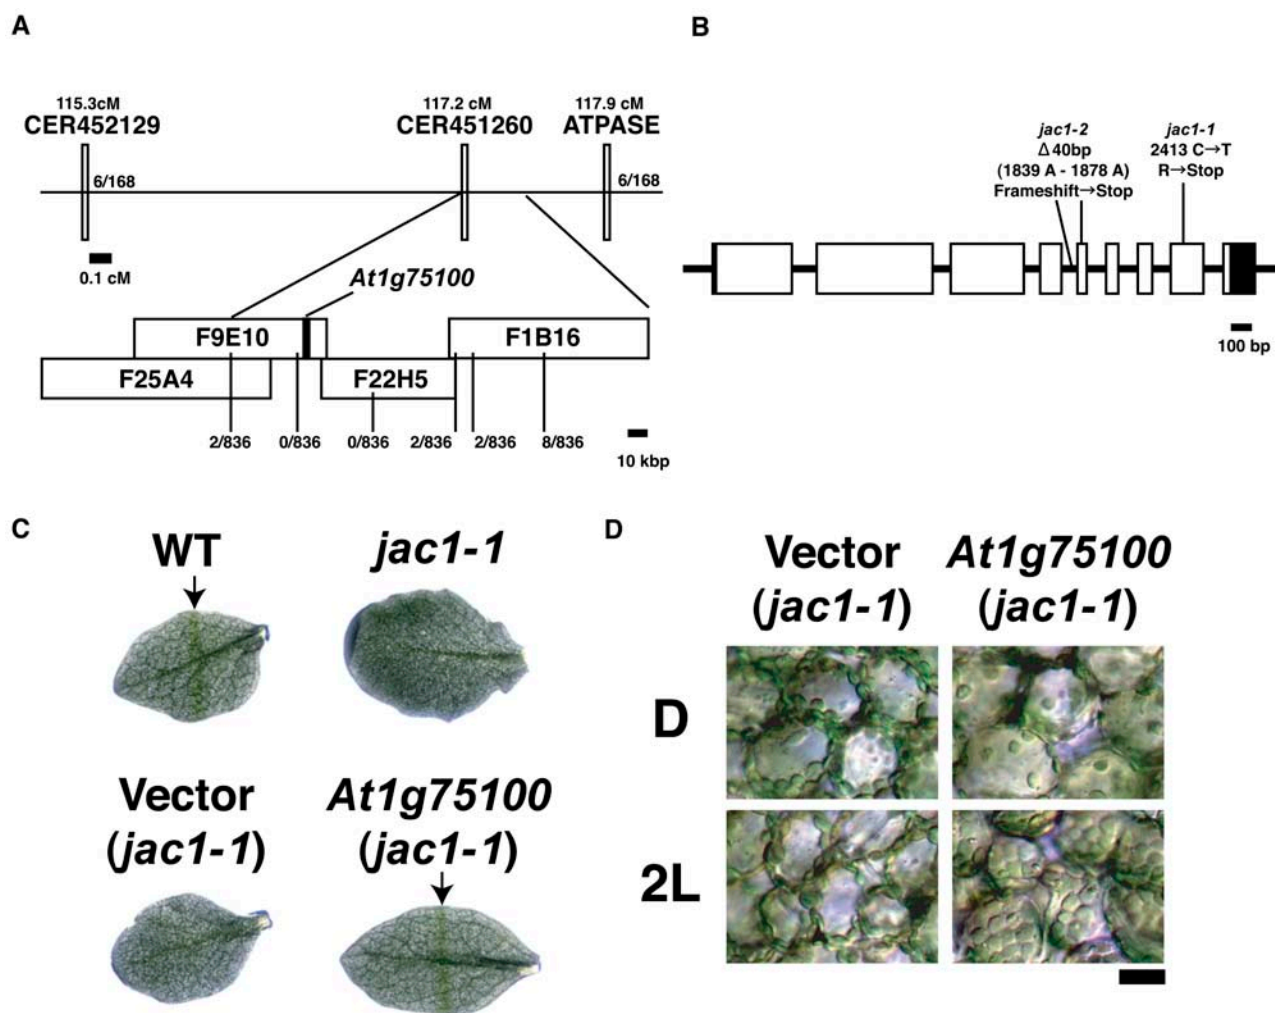 A
115.3cM
CER452129
117.2 cM
CER451260
117.9 cM
ATPASE
6/168
6/168
0.1 cM
At1g75100
F9E10
F1B16
F25A4
F22H5
2/836
0/836
0/836
2/836
2/836
8/836
10 kbp
B
jac1-2
Δ40bp
(1839 A - 1878 A)
Frameshift→Stop
jac1-1
2413 C→T
R→Stop
100 bp
C
WT
jac1-1
Vector
(jac1-1)
At1g75100
(jac1-1)
D
Vector
(jac1-1)
At1g75100
(jac1-1)
D
2L